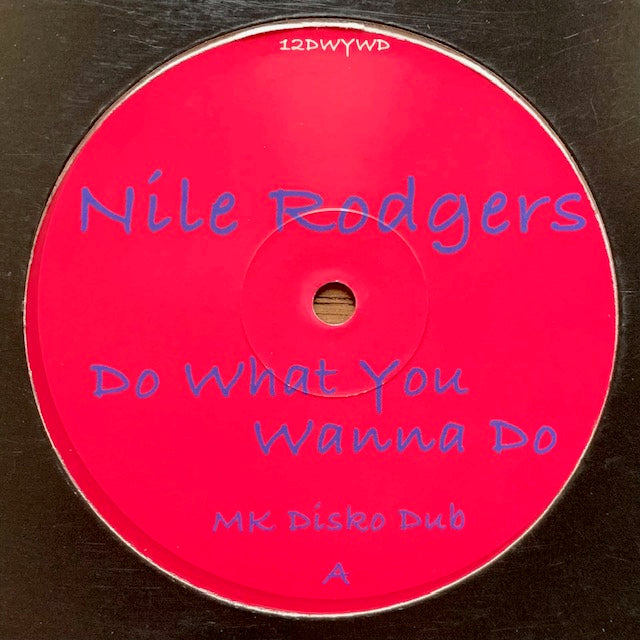 12DWYWD
Nile Rodgers
Do What You
Wanna Do
MK Disko Dub
A